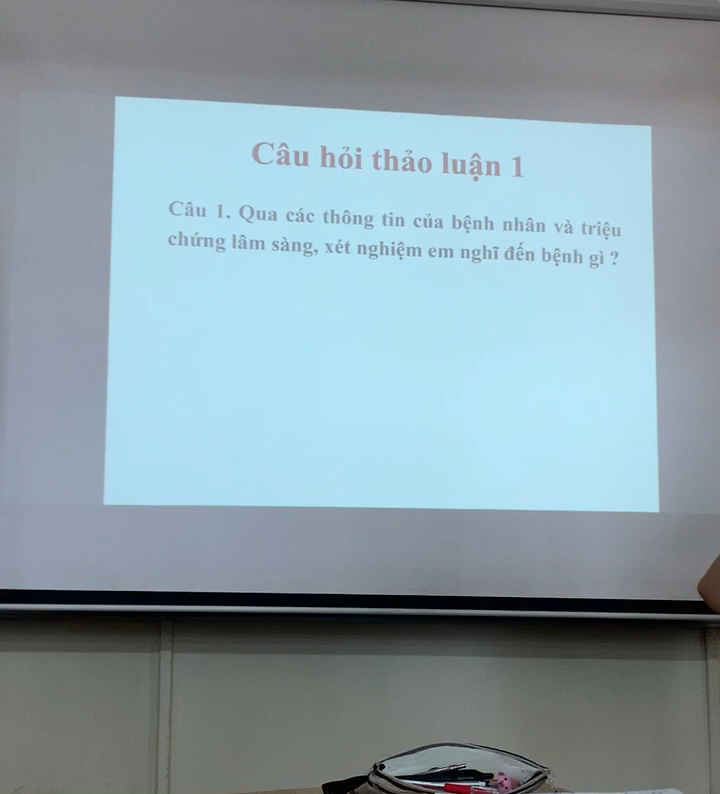 Câu hỏi thảo luận 1
Câu 1. Qua các thông tin của bệnh nhân và triệu
chứng lâm sàng, xét nghiệm em nghĩ đến bệnh gì ?